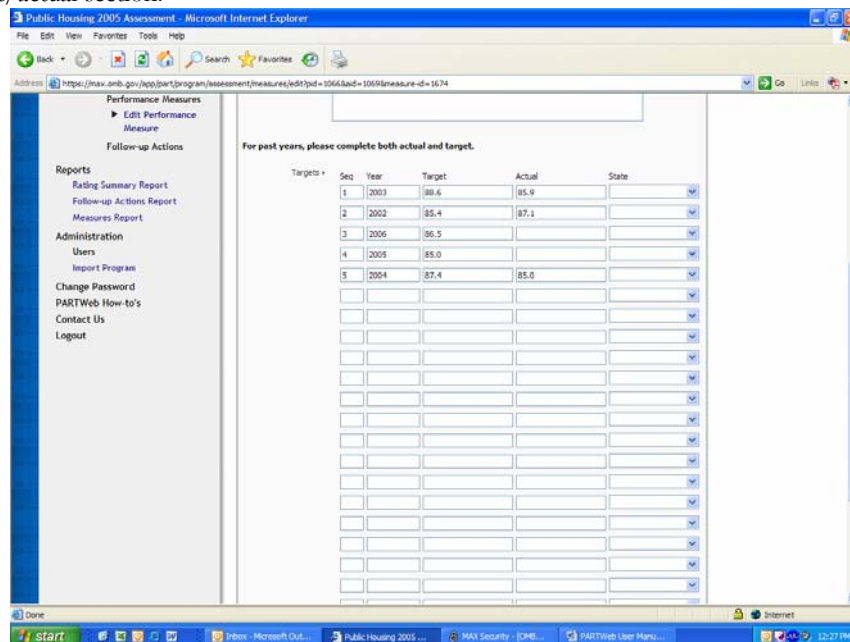 actual section.
Public Housing 2005 Assessment - Microsoft Internet Explorer
File Edit View Favorites Tools Help
Back Search Favorites
Address https://max.omb.gov/app/part/program/assessment/measures/edit?pid=1066&aid=1069&measure-id=1674 Go Links
Performance Measures
Edit Performance
Measure
Follow-up Actions
Reports
Rating Summary Report
Follow-up Actions Report
Measures Report
Administration
Users
Import Program
Change Password
PARTWeb How-to's
Contact Us
Logout
For past years, please complete both actual and target.
Targets Seq Year Target Actual State
1 2003 88.6 85.9
2 2002 85.4 87.1
3 2006 86.5
4 2005 85.0
5 2004 87.4 85.0
Done Internet
start Inbox - Microsoft Out... Public Housing 2005 ... MAX Security - [OMB... PARTWeb User Manu... 12:27 PM